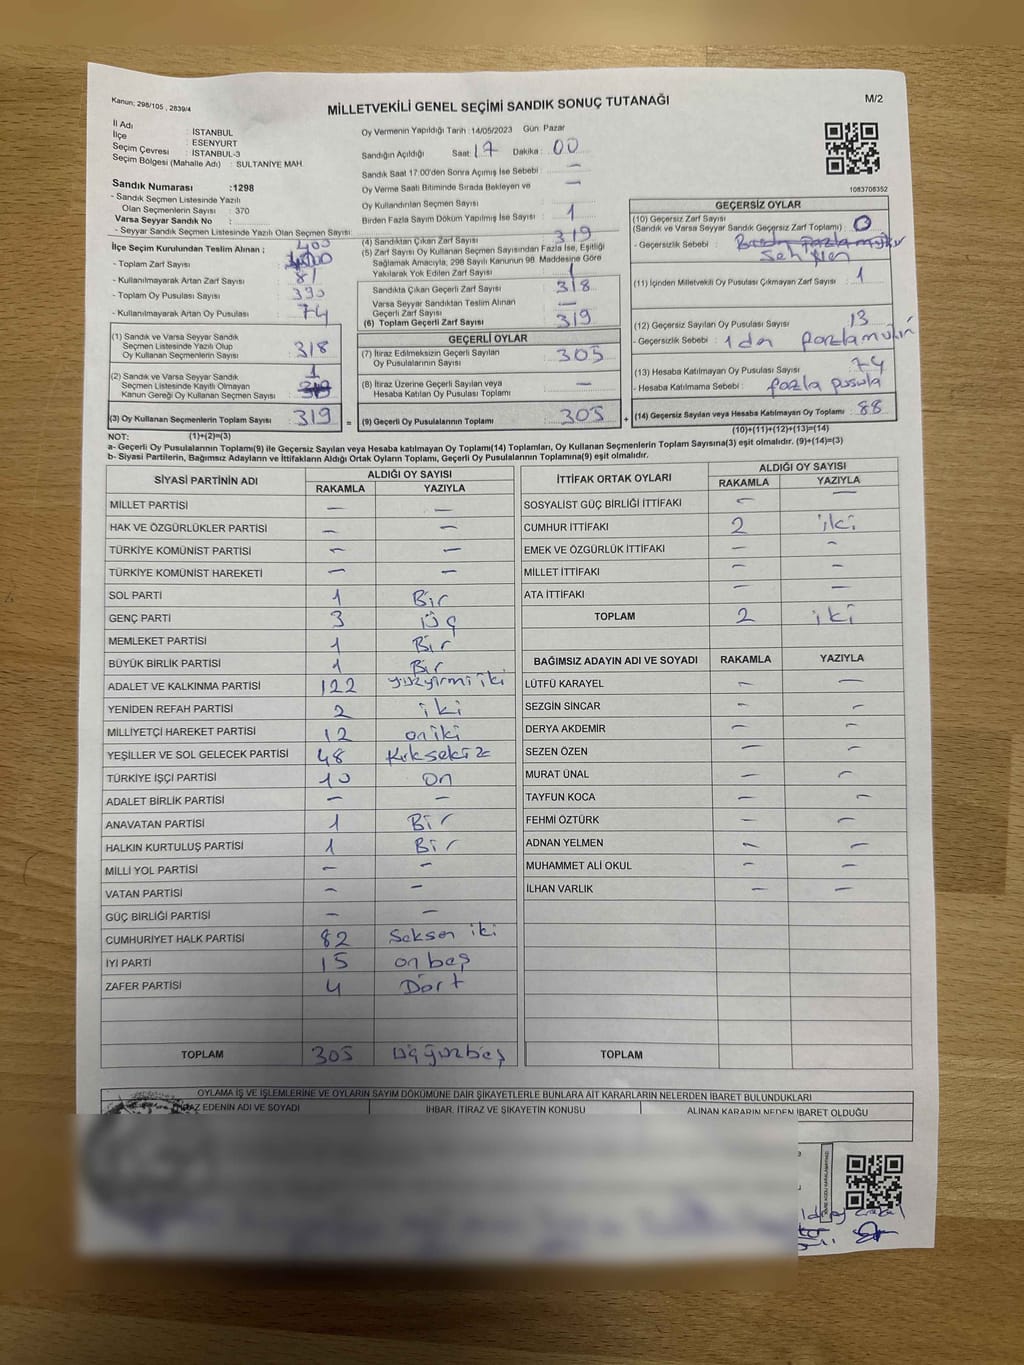 Kanun; 298/105 , 2839/4
MİLLETVEKİLİ GENEL SEÇİMİ SANDIK SONUÇ TUTANAĞI
M/2
İl Adı : İSTANBUL
İlçe : ESENYURT
Seçim Çevresi : İSTANBUL-3
Seçim Bölgesi (Mahalle Adı) : SULTANİYE MAH.
Sandık Numarası :1298
- Sandık Seçmen Listesinde Yazılı
Olan Seçmenlerin Sayısı : 370
Varsa Seyyar Sandık No :
- Seyyar Sandık Seçmen Listesinde Yazılı Olan Seçmen Sayısı:
İlçe Seçim Kurulundan Teslim Alınan ;
- Toplam Zarf Sayısı : 400
- Kullanılmayarak Artan Zarf Sayısı : 81
- Toplam Oy Pusulası Sayısı : 390
- Kullanılmayarak Artan Oy Pusulası : 74
(1) Sandık ve Varsa Seyyar Sandık
Seçmen Listesinde Yazılı Olup
Oy Kullanan Seçmenlerin Sayısı : 318
(2) Sandık ve Varsa Seyyar Sandık
Seçmen Listesinde Kayıtlı Olmayan
Kanun Gereği Oy Kullanan Seçmen Sayısı : 1
(3) Oy Kullanan Seçmenlerin Toplam Sayısı : 319
Oy Vermenin Yapıldığı Tarih : 14/05/2023 Gün: Pazar
Sandığın Açıldığı Saat: 17 Dakika : 00
Sandık Saat 17:00'den Sonra Açımış İse Sebebi : –
Oy Verme Saati Bitiminde Sırada Bekleyen ve
Oy Kullandırılan Seçmen Sayısı : –
Birden Fazla Sayım Döküm Yapılmış İse Sayısı : 1
(4) Sandıktan Çıkan Zarf Sayısı : 319
(5) Zarf Sayısı Oy Kullanan Seçmen Sayısından Fazla İse, Eşitliği
Sağlamak Amacıyla, 298 Sayılı Kanunun 98. Maddesine Göre
Yakılarak Yok Edilen Zarf Sayısı : 1
Sandıkta Çıkan Geçerli Zarf Sayısı : 318
Varsa Seyyar Sandıktan Teslim Alınan
Geçerli Zarf Sayısı : –
(6) Toplam Geçerli Zarf Sayısı : 319
GEÇERLİ OYLAR
(7) İtiraz Edilmeksizin Geçerli Sayılan
Oy Pusulalarının Sayısı : 305
(8) İtiraz Üzerine Geçerli Sayılan veya
Hesaba Katılan Oy Pusulası Toplamı : –
(9) Geçerli Oy Pusulalarının Toplamı : 305
1083708352
GEÇERSİZ OYLAR
(10) Geçersiz Zarf Sayısı
(Sandık ve Varsa Seyyar Sandık Geçersiz Zarf Toplamı) : 0
- Geçersizlik Sebebi :
(11) İçinden Milletvekili Oy Pusulası Çıkmayan Zarf Sayısı : 1
(12) Geçersiz Sayılan Oy Pusulası Sayısı : 13
- Geçersizlik Sebebi : 1 den fazla mühür
(13) Hesaba Katılmayan Oy Pusulası Sayısı : 74
- Hesaba Katılmama Sebebi : fazla pusula
(14) Geçersiz Sayılan veya Hesaba Katılmayan Oy Toplamı : 88
NOT: (1)+(2)=(3)
(10)+(11)+(12)+(13)=(14)
a- Geçerli Oy Pusulalarının Toplamı(9) ile Geçersiz Sayılan veya Hesaba katılmayan Oy Toplamı(14) Toplamları, Oy Kullanan Seçmenlerin Toplam Sayısına(3) eşit olmalıdır. (9)+(14)=(3)
b- Siyasi Partilerin, Bağımsız Adayların ve İttifakların Aldığı Oyların Toplamı, Geçerli Oy Pusulalarının Toplamına(9) eşit olmalıdır.
SİYASİ PARTİNİN ADI ALDIĞI OY SAYISI
RAKAMLA YAZIYLA
MİLLET PARTİSİ – –
HAK VE ÖZGÜRLÜKLER PARTİSİ – –
TÜRKİYE KOMÜNİST PARTİSİ – –
TÜRKİYE KOMÜNİST HAREKETİ – –
SOL PARTİ 1 Bir
GENÇ PARTİ 3 üç
MEMLEKET PARTİSİ 1 Bir
BÜYÜK BİRLİK PARTİSİ 1 Bir
ADALET VE KALKINMA PARTİSİ 122 yüzyirmi iki
YENİDEN REFAH PARTİSİ 2 iki
MİLLİYETÇİ HAREKET PARTİSİ 12 on iki
YEŞİLLER VE SOL GELECEK PARTİSİ 48 Kırksekiz
TÜRKİYE İŞÇİ PARTİSİ 10 On
ADALET BİRLİK PARTİSİ – –
ANAVATAN PARTİSİ 1 Bir
HALKIN KURTULUŞ PARTİSİ 1 Bir
MİLLİ YOL PARTİSİ – –
VATAN PARTİSİ – –
GÜÇ BİRLİĞİ PARTİSİ – –
CUMHURİYET HALK PARTİSİ 82 Seksen iki
İYİ PARTİ 15 on beş
ZAFER PARTİSİ 4 Dört
TOPLAM 305 üçyüzbeş
İTTİFAK ORTAK OYLARI ALDIĞI OY SAYISI
RAKAMLA YAZIYLA
SOSYALİST GÜÇ BİRLİĞİ İTTİFAKI – –
CUMHUR İTTİFAKI 2 iki
EMEK VE ÖZGÜRLÜK İTTİFAKI – –
MİLLET İTTİFAKI – –
ATA İTTİFAKI – –
TOPLAM 2 iki
BAĞIMSIZ ADAYIN ADI VE SOYADI RAKAMLA YAZIYLA
LÜTFÜ KARAYEL – –
SEZGİN SİNCAR – –
DERYA AKDEMİR – –
SEZEN ÖZEN – –
MURAT ÜNAL – –
TAYFUN KOCA – –
FEHMİ ÖZTÜRK – –
ADNAN YELMEN – –
MUHAMMET ALİ OKUL – –
İLHAN VARLIK – –
TOPLAM
OYLAMA İŞ VE İŞLEMLERİNE VE OYLARIN SAYIM DÖKÜMÜNE DAİR ŞİKAYETLERLE BUNLARA AİT KARARLARIN NELERDEN İBARET BULUNDUKLARI
EDENİN ADI VE SOYADI İHBAR, İTİRAZ VE ŞİKAYETİN KONUSU ALINAN KARARIN NEDEN İBARET OLDUĞU